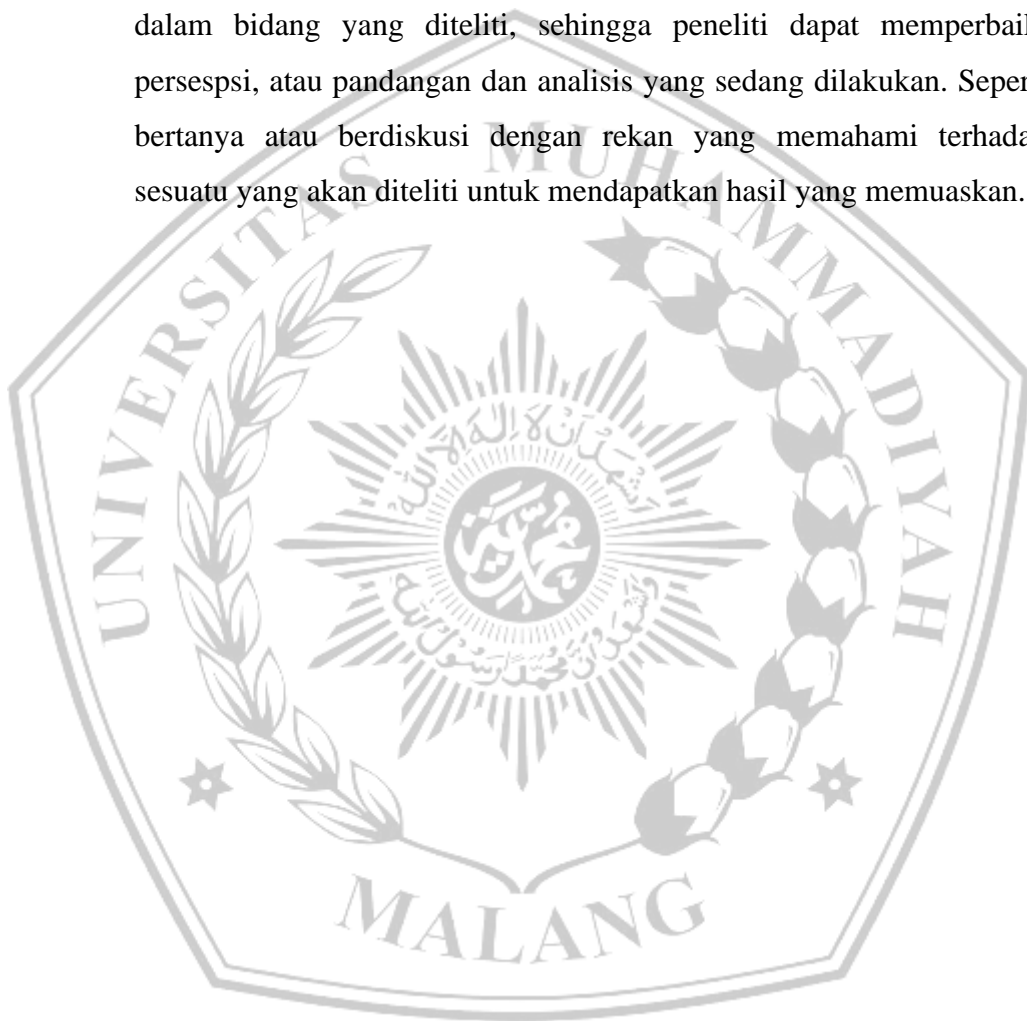 dalam bidang yang diteliti, sehingga peneliti dapat memperbaik
persespsi, atau pandangan dan analisis yang sedang dilakukan. Seper
bertanya atau berdiskusi dengan rekan yang memahami terhada
sesuatu yang akan diteliti untuk mendapatkan hasil yang memuaskan.
UNIVERSITAS MUHAMMADIYAH
MALANG